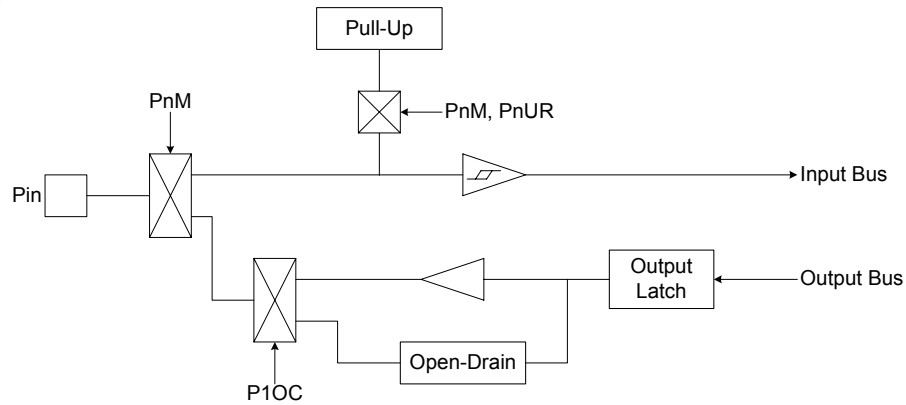 Pull-Up
PnM
PnM, PnUR
Pin
Input Bus
Output
Latch
Output Bus
Open-Drain
P1OC